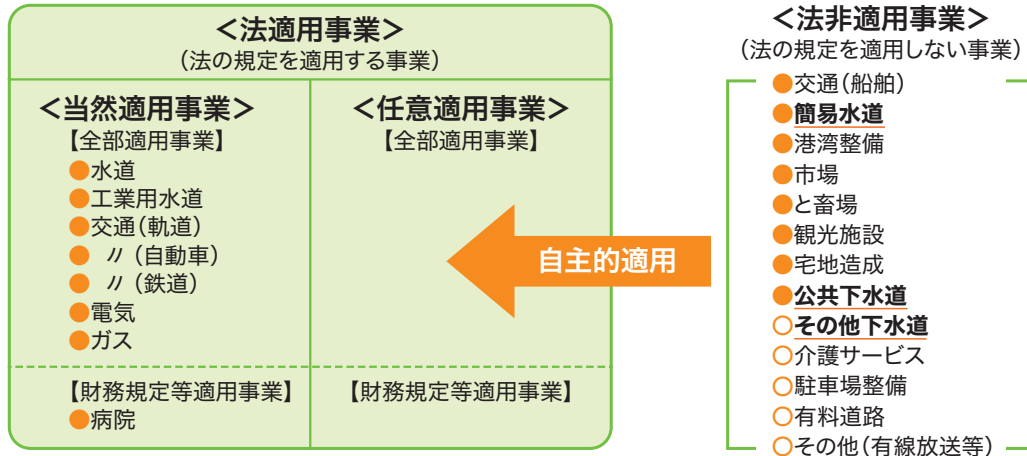 <法適用事業>
(法の規定を適用する事業)
<当然適用事業>
【全部適用事業】
●水道
●工業用水道
●交通(軌道)
● 〃 (自動車)
● 〃 (鉄道)
●電気
●ガス
【財務規定等適用事業】
●病院
<任意適用事業>
【全部適用事業】
【財務規定等適用事業】
自主的適用
<法非適用事業>
(法の規定を適用しない事業)
●交通(船舶)
●簡易水道
●港湾整備
●市場
●と畜場
●観光施設
●宅地造成
●公共下水道
○その他下水道
○介護サービス
○駐車場整備
○有料道路
○その他(有線放送等)